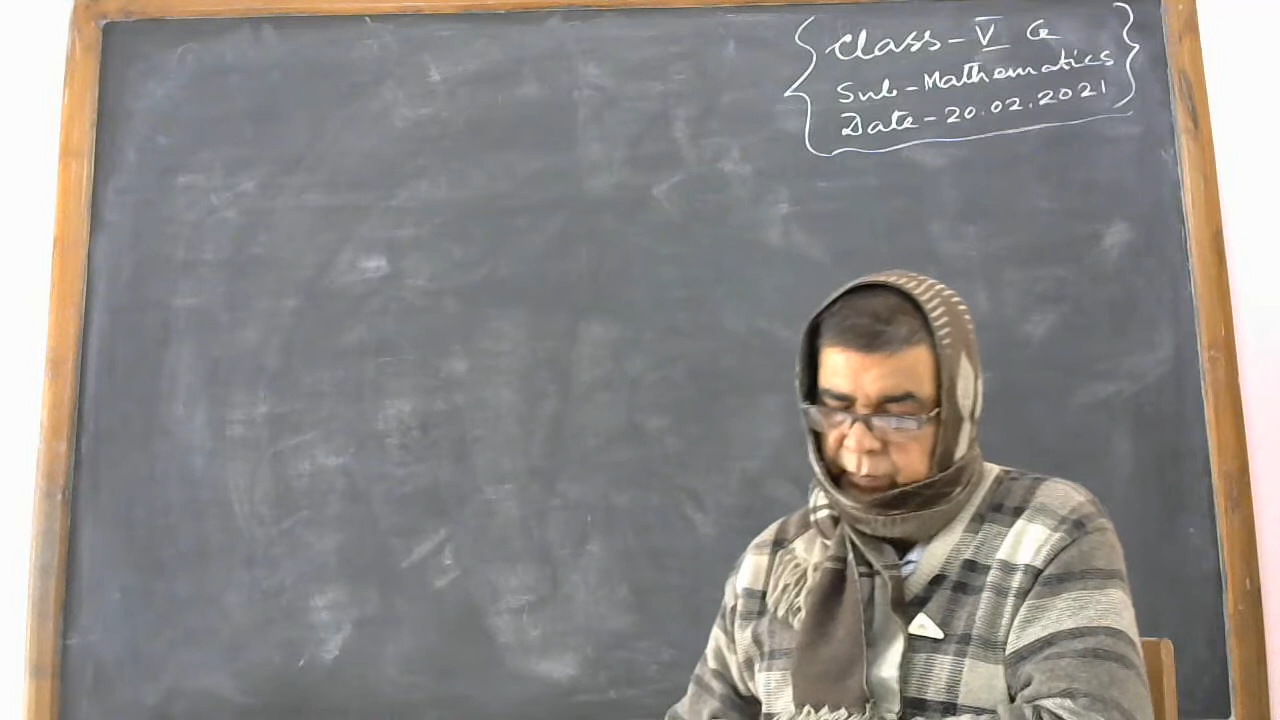 Class - V G
Sub - Mathematics
Date - 20.02.2021